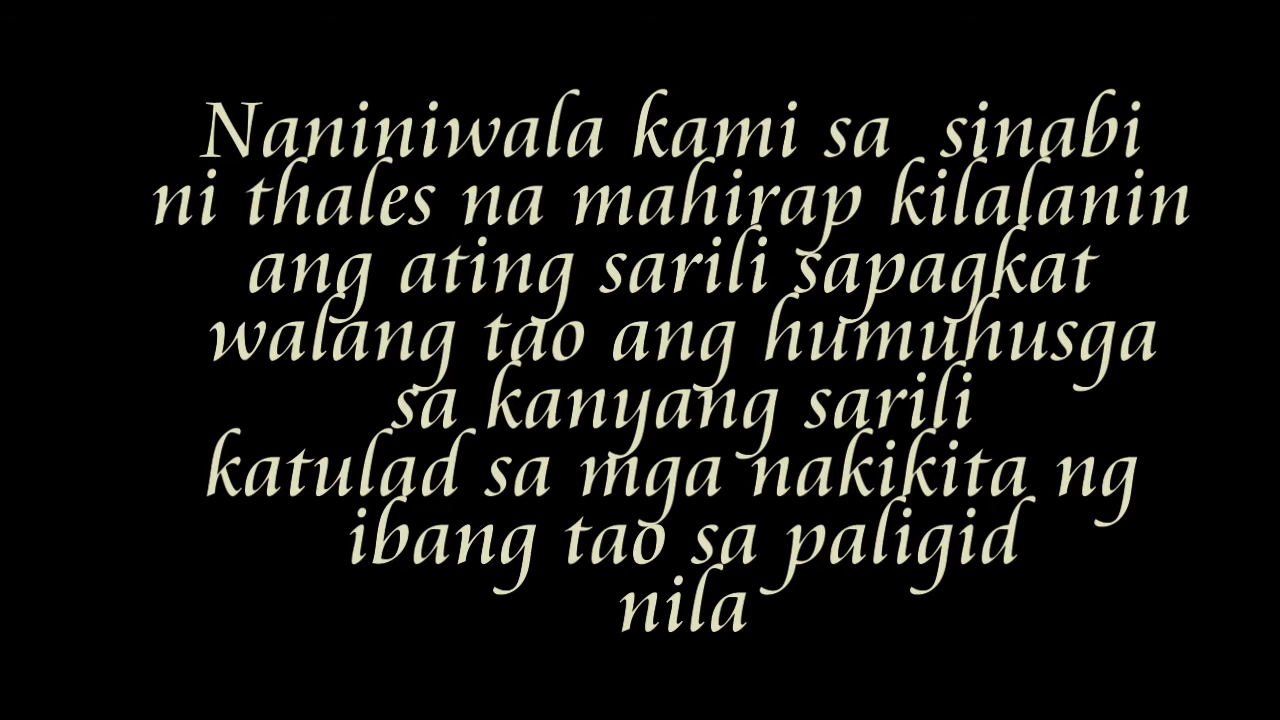 Naniniwala kami sa sinabi
ni thales na mahirap kilalanin
ang ating sarili sapagkat
walang tao ang humuhusga
sa kanyang sarili
katulad sa mga nakikita ng
ibang tao sa paligid
nila